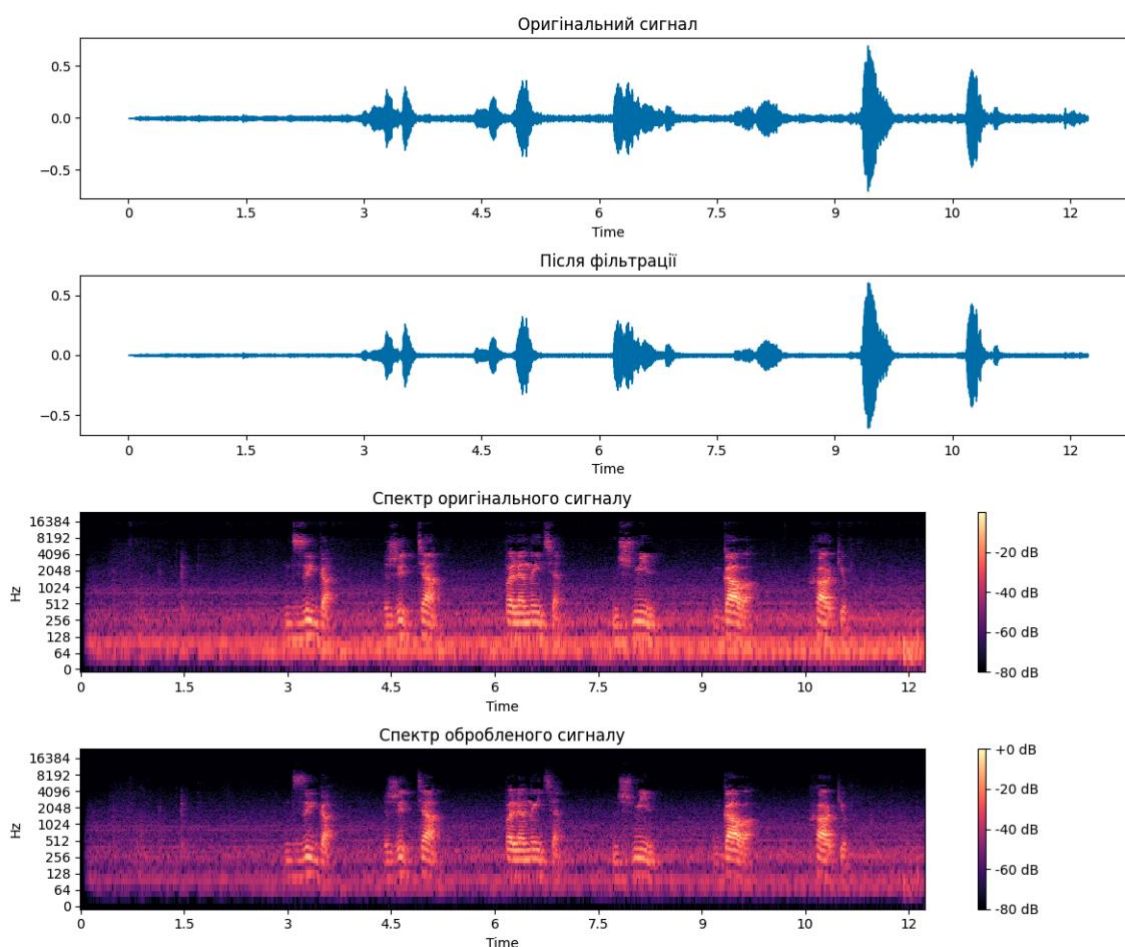 Оригінальний сигнал
0.5
0.0
−0.5
0 1.5 3 4.5 6 7.5 9 10 12
Time
Після фільтрації
0.5
0.0
−0.5
0 1.5 3 4.5 6 7.5 9 10 12
Time
Спектр оригінального сигналу
Hz
16384
8192
4096
2048
1024
512
256
128
64
0
0 1.5 3 4.5 6 7.5 9 10 12
Time
-20 dB
-40 dB
-60 dB
-80 dB
Спектр обробленого сигналу
Hz
16384
8192
4096
2048
1024
512
256
128
64
0
0 1.5 3 4.5 6 7.5 9 10 12
Time
+0 dB
-20 dB
-40 dB
-60 dB
-80 dB